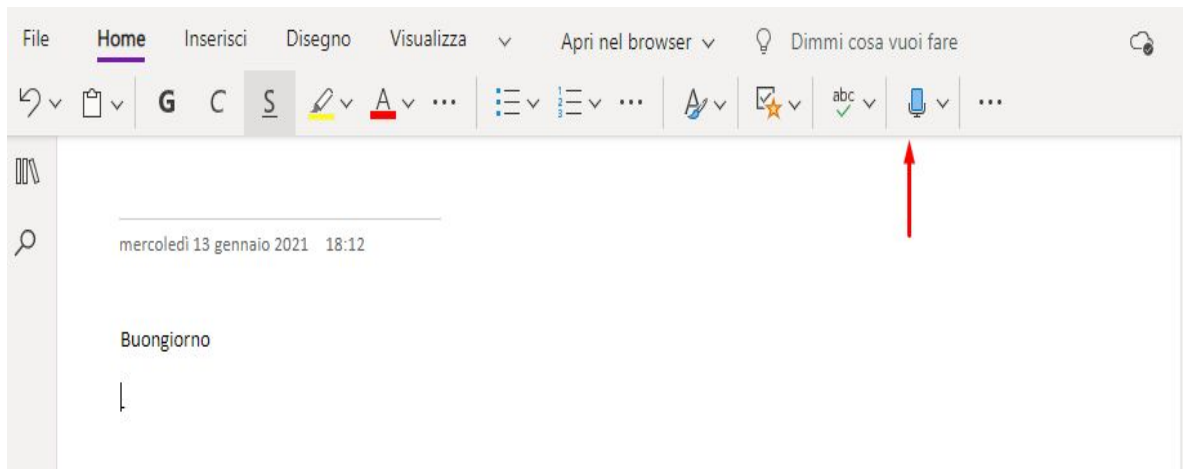 File Home Inserisci Disegno Visualizza Apri nel browser Dimmi cosa vuoi fare
G C S A A abc
mercoledì 13 gennaio 2021 18:12
Buongiorno